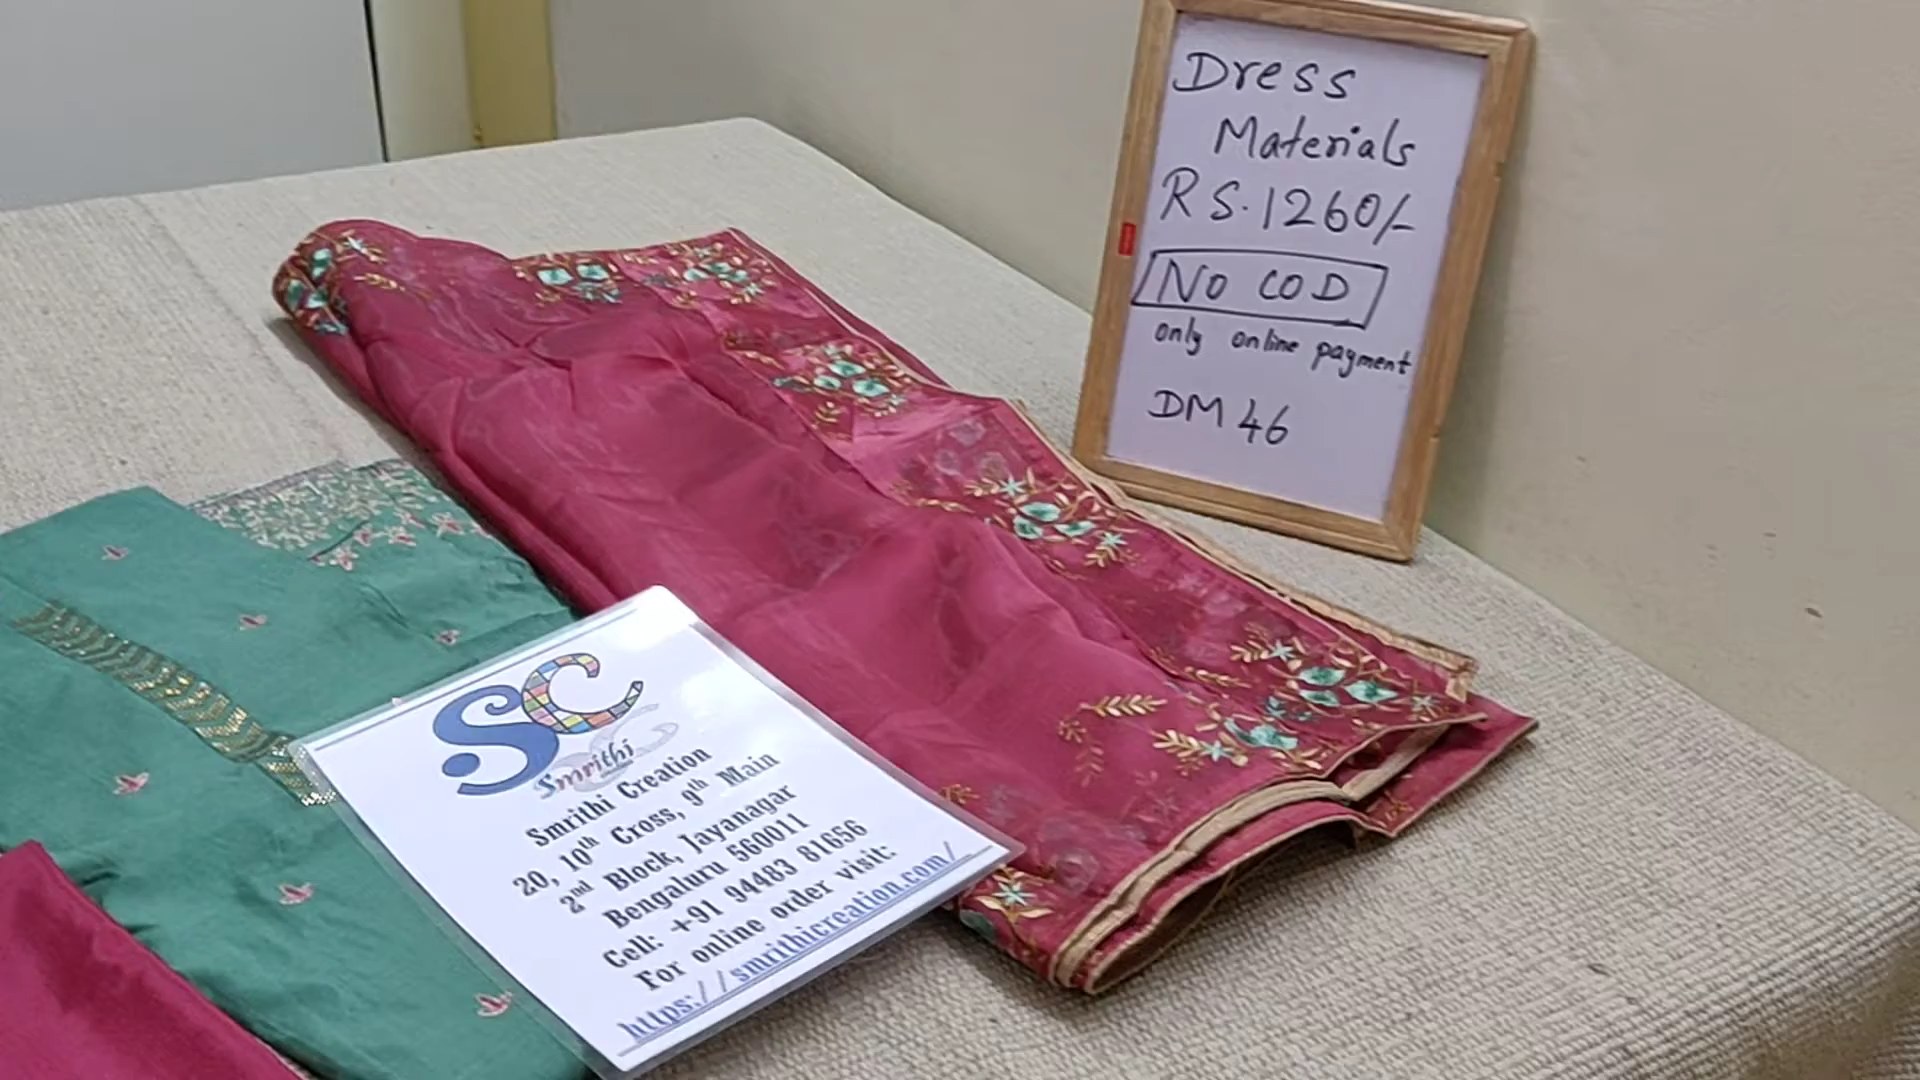 Dress
Materials
RS.1260/-
NO COD
only online payment
DM 46
SC
Smrithi
Smrithi Creation
20, 10th Cross, 9th Main
2nd Block, Jayanagar
Bengaluru 560011
Cell: +91 94483 81656
For online order visit:
https://smrithicreation.com/